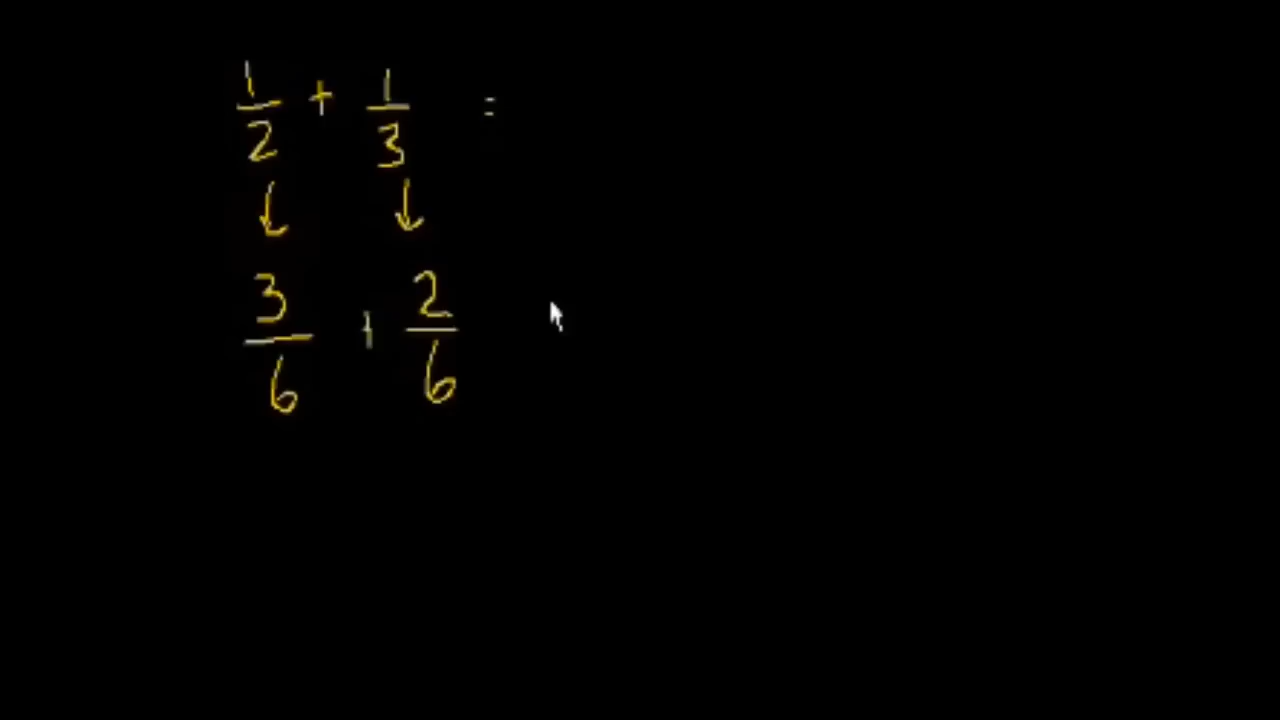 1/2 + 1/3 =
↓ ↓
3/6 + 2/6